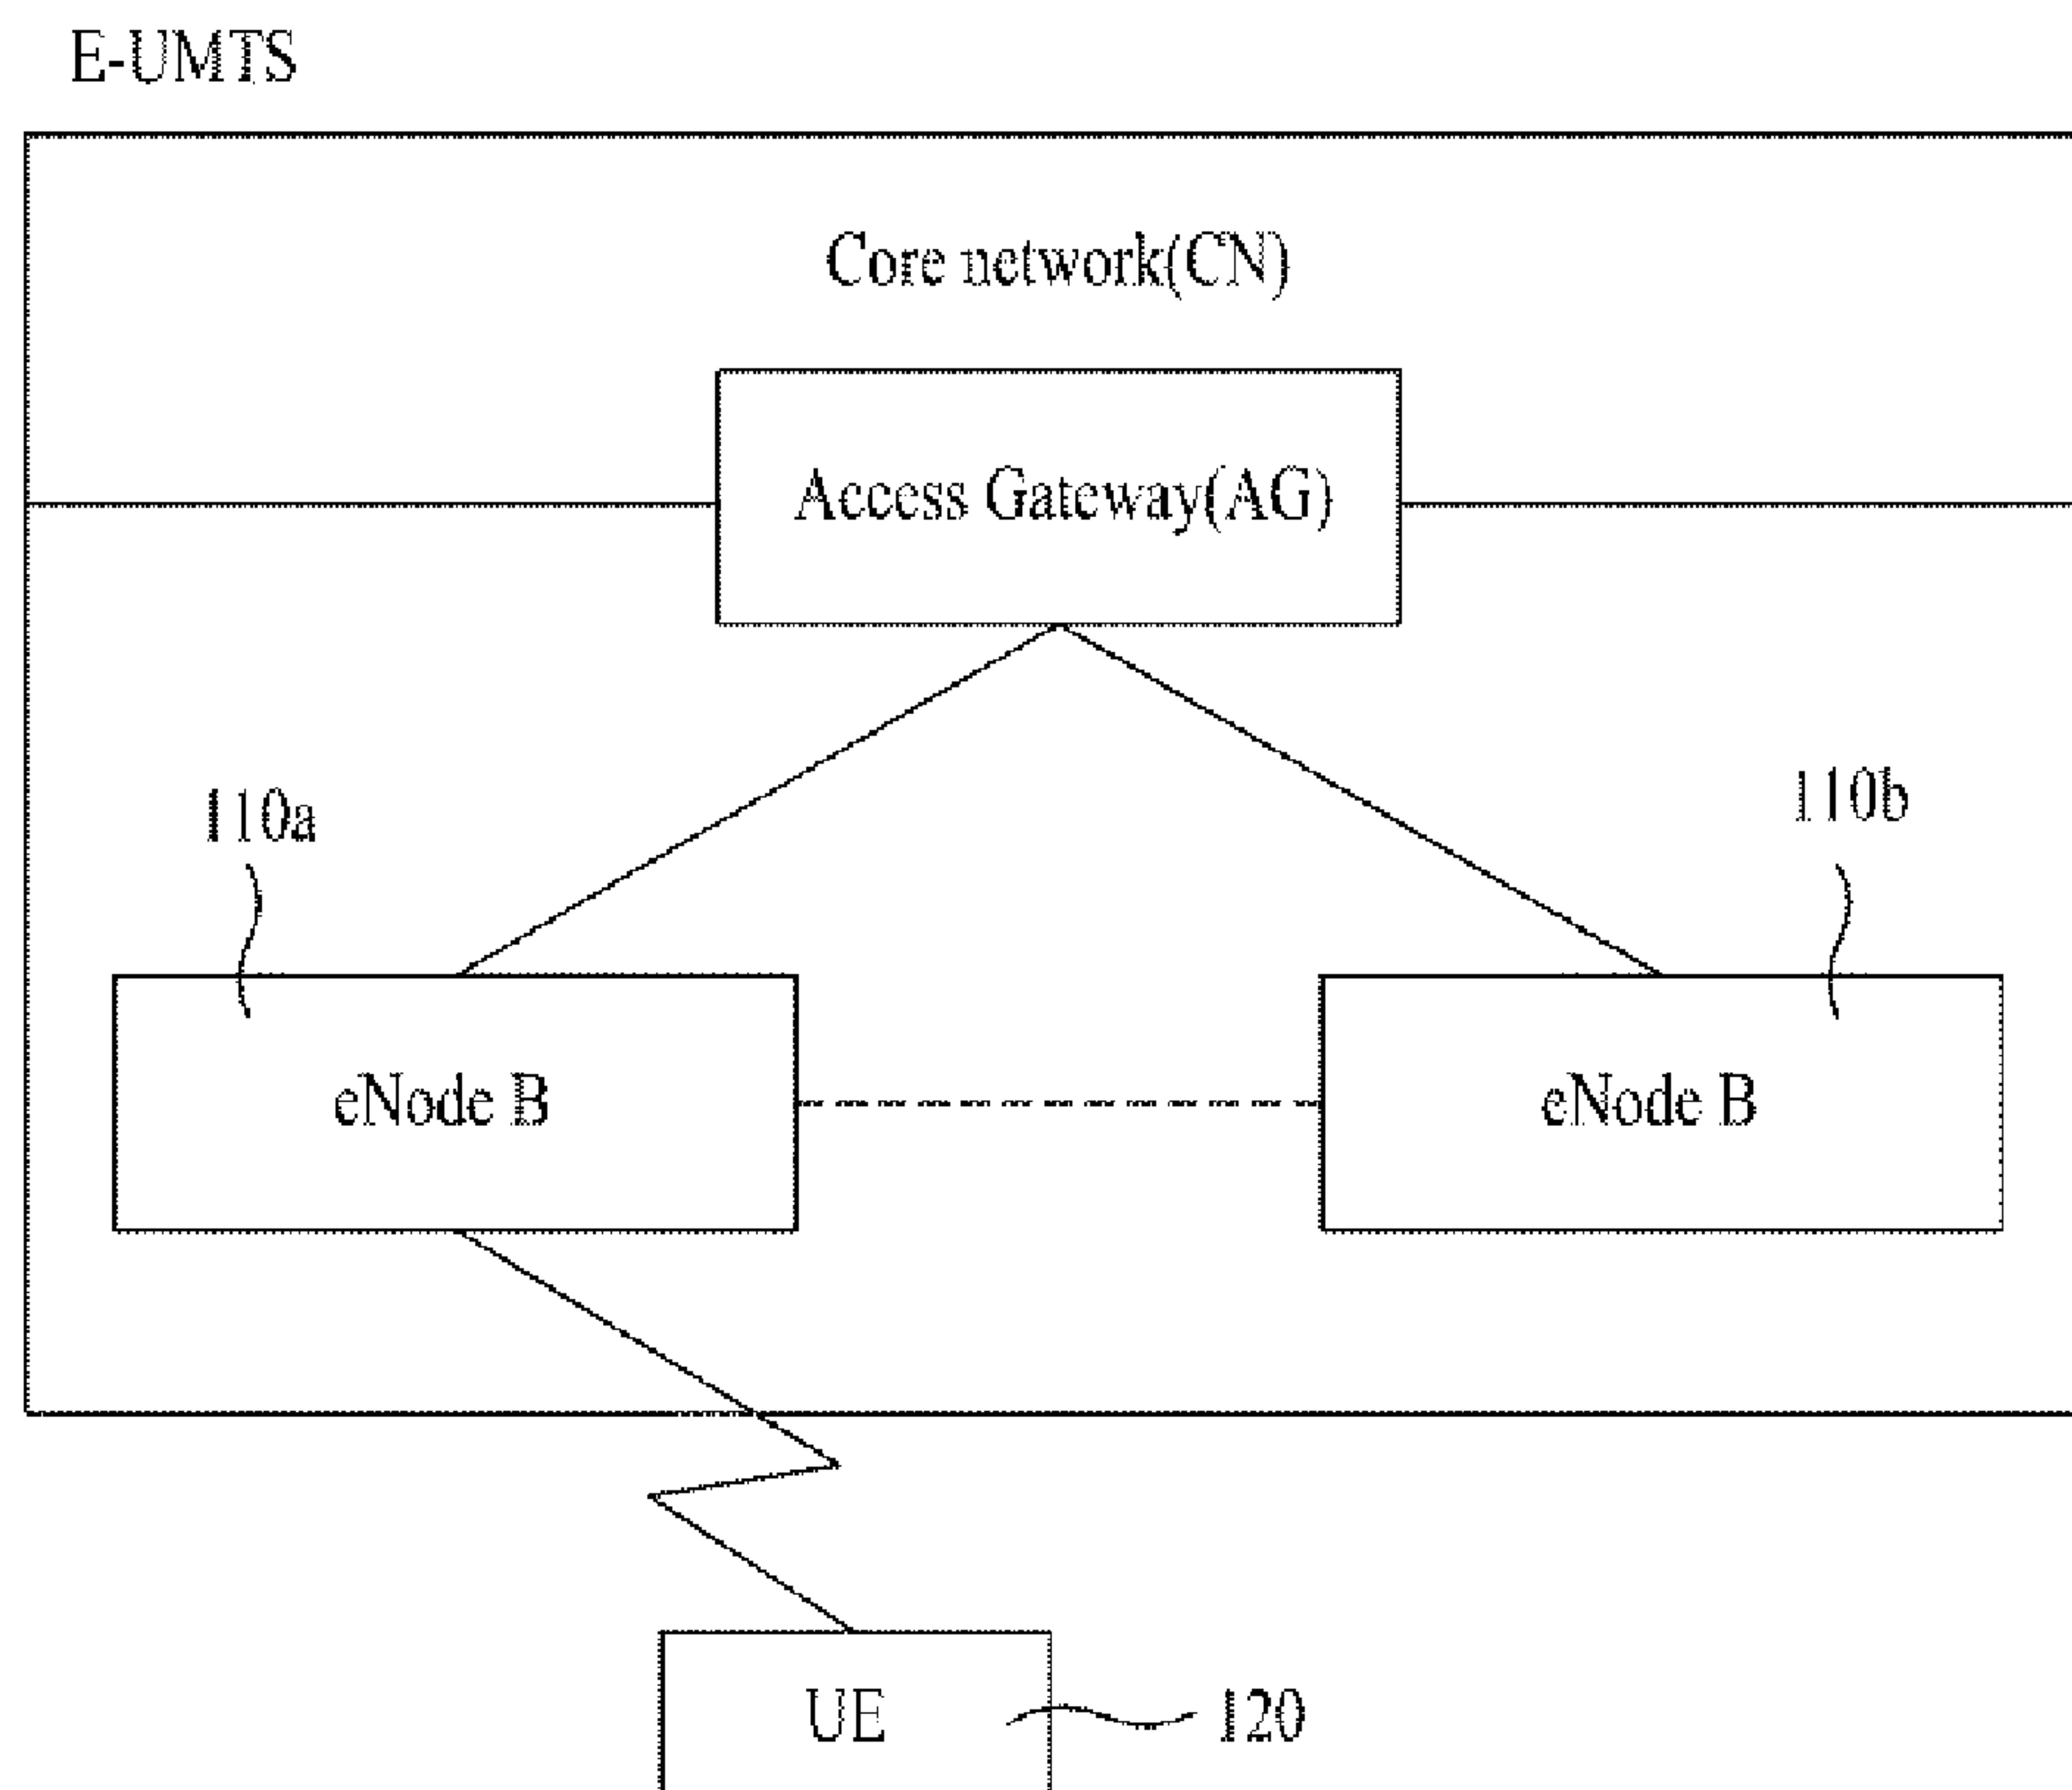 E-UMTS
Core network(CN)
Access Gateway(AG)
110a
110b
eNode B
eNode B
UE
120